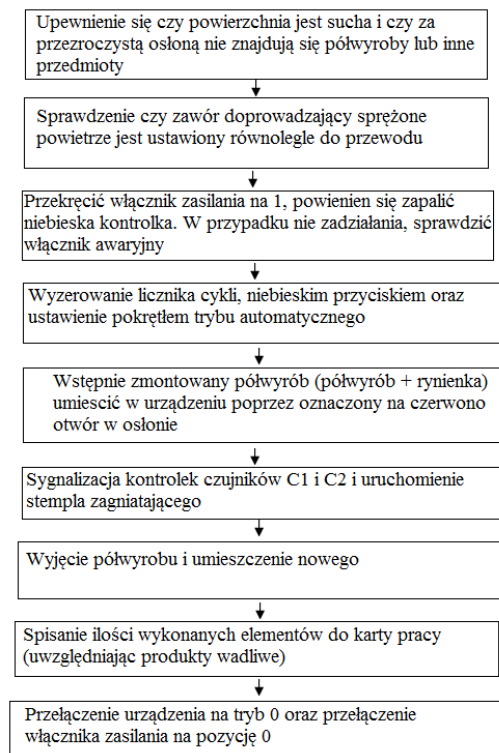 Upewnienie się czy powierzchnia jest sucha i czy za
przezroczystą osłoną nie znajdują się półwyroby lub inne
przedmioty
Sprawdzenie czy zawór doprowadzający sprężone
powietrze jest ustawiony równolegle do przewodu
Przekręcić włącznik zasilania na 1, powienien się zapalić
niebieska kontrolka. W przypadku nie zadziałania, sprawdzić
włącznik awaryjny
Wyzerowanie licznika cykli, niebieskim przyciskiem oraz
ustawienie pokrętłem trybu automatycznego
Wstępnie zmontowany półwyrób (półwyrób + rynienka)
umiescić w urządzeniu poprzez oznaczony na czerwono
otwór w osłonie
Sygnalizacja kontrolek czujników C1 i C2 i uruchomienie
stempla zagniatającego
Wyjęcie półwyrobu i umieszczenie nowego
Spisanie ilości wykonanych elementów do karty pracy
(uwzględniając produkty wadliwe)
Przełączenie urządzenia na tryb 0 oraz przełączenie
włącznika zasilania na pozycję 0